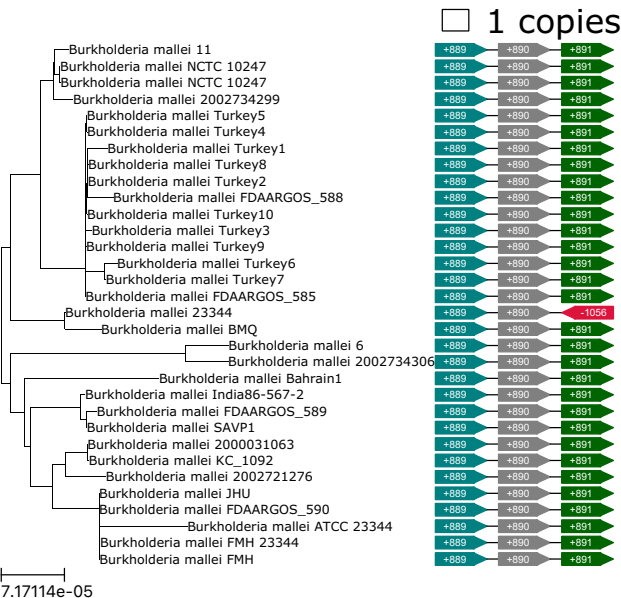 1 copies
Burkholderia mallei 11 +889 +890 +891
Burkholderia mallei NCTC 10247 +889 +890 +891
Burkholderia mallei NCTC 10247 +889 +890 +891
Burkholderia mallei 2002734299 +889 +890 +891
Burkholderia mallei Turkey5 +889 +890 +891
Burkholderia mallei Turkey4 +889 +890 +891
Burkholderia mallei Turkey1 +889 +890 +891
Burkholderia mallei Turkey8 +889 +890 +891
Burkholderia mallei Turkey2 +889 +890 +891
Burkholderia mallei FDAARGOS_588 +889 +890 +891
Burkholderia mallei Turkey10 +889 +890 +891
Burkholderia mallei Turkey3 +889 +890 +891
Burkholderia mallei Turkey9 +889 +890 +891
Burkholderia mallei Turkey6 +889 +890 +891
Burkholderia mallei Turkey7 +889 +890 +891
Burkholderia mallei FDAARGOS_585 +889 +890 +891
Burkholderia mallei 23344 +889 +890 -1056
Burkholderia mallei BMQ +889 +890 +891
Burkholderia mallei 6 +889 +890 +891
Burkholderia mallei 2002734306 +889 +890 +891
Burkholderia mallei Bahrain1 +889 +890 +891
Burkholderia mallei India86-567-2 +889 +890 +891
Burkholderia mallei FDAARGOS_589 +889 +890 +891
Burkholderia mallei SAVP1 +889 +890 +891
Burkholderia mallei 2000031063 +889 +890 +891
Burkholderia mallei KC_1092 +889 +890 +891
Burkholderia mallei 2002721276 +889 +890 +891
Burkholderia mallei JHU +889 +890 +891
Burkholderia mallei FDAARGOS_590 +889 +890 +891
Burkholderia mallei ATCC 23344 +889 +890 +891
Burkholderia mallei FMH 23344 +889 +890 +891
Burkholderia mallei FMH +889 +890 +891
7.17114e-05